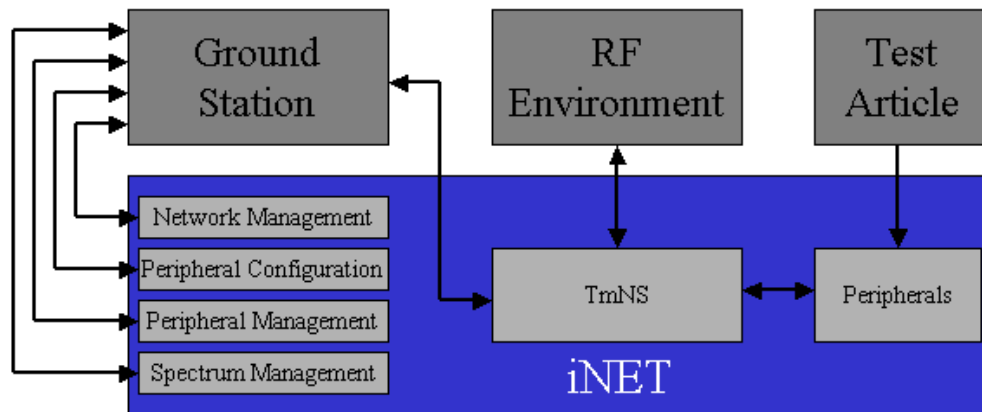 Ground
Station
RF
Environment
Test
Article
Network Management
Peripheral Configuration
Peripheral Management
Spectrum Management
TmNS
Peripherals
iNET